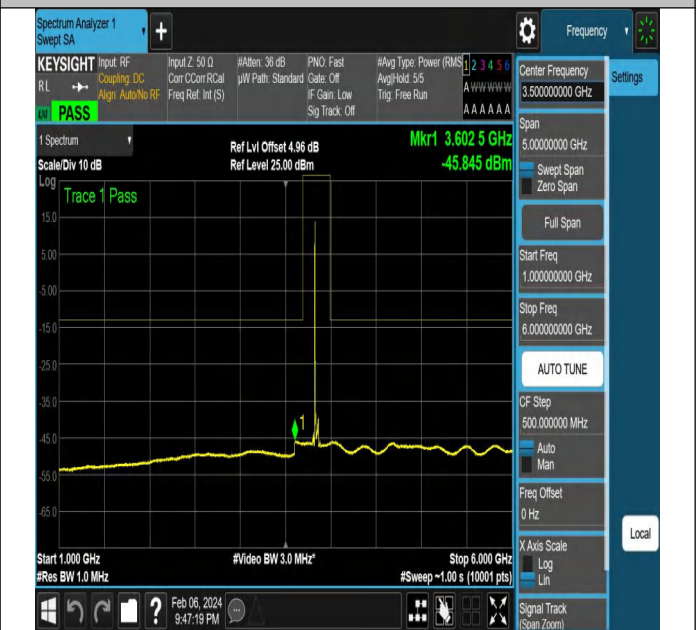 Spectrum Analyzer 1
Swept SA
+
Frequency
KEYSIGHT
RL
PASS
Input: RF
Coupling: DC
Align: Auto/No RF
Input Z: 50 Ω
Corr CCorr RCal
Freq Ref: Int (S)
#Atten: 36 dB
µW Path: Standard
PNO: Fast
Gate: Off
IF Gain: Low
Sig Track: Off
#Avg Type: Power (RMS
Avg|Hold: 5/5
Trig: Free Run
1 2 3 4 5 6
A W W W W W
A A A A A A
1 Spectrum
Scale/Div 10 dB
Ref Lvl Offset 4.96 dB
Ref Level 25.00 dBm
Mkr1 3.602 5 GHz
-45.845 dBm
Log
Trace 1 Pass
15.0
5.00
-5.00
-15.0
-25.0
-35.0
-45.0
-55.0
-65.0
1
Start 1.000 GHz
#Res BW 1.0 MHz
#Video BW 3.0 MHz*
Stop 6.000 GHz
#Sweep ~1.00 s (10001 pts)
Feb 06, 2024
9:47:19 PM
?
Center Frequency
3.500000000 GHz
Settings
Span
5.00000000 GHz
Swept Span
Zero Span
Full Span
Start Freq
1.000000000 GHz
Stop Freq
6.000000000 GHz
AUTO TUNE
CF Step
500.000000 MHz
Auto
Man
Freq Offset
0 Hz
X Axis Scale
Log
Lin
Local
Signal Track
(Span Zoom)